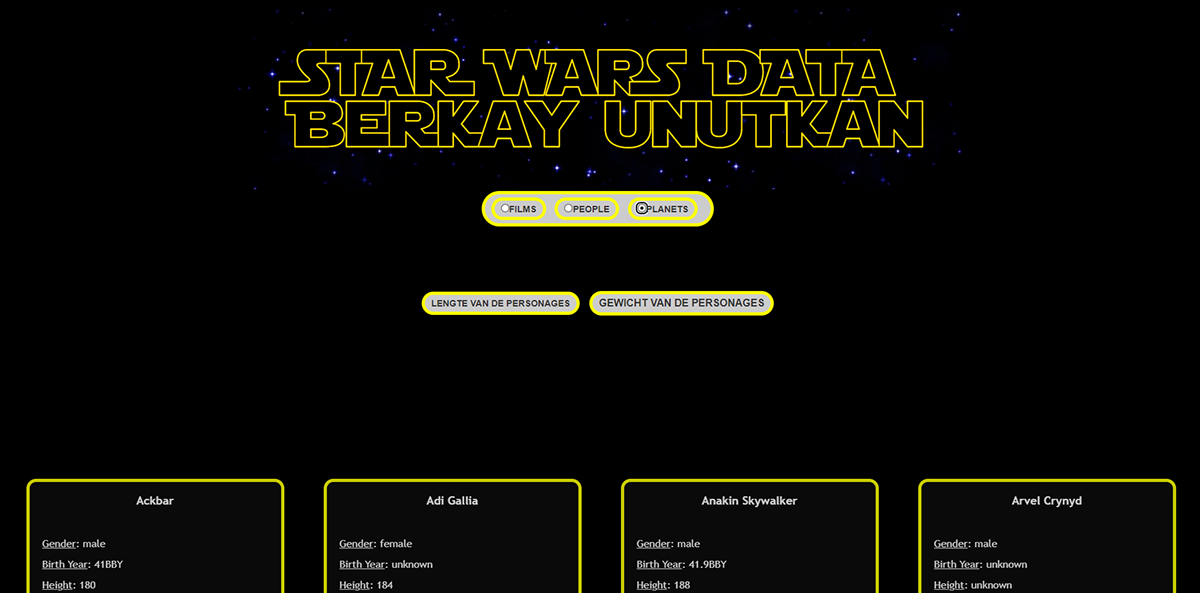 STAR WARS DATA
BERKAY UNUTKAN
FILMS PEOPLE PLANETS
LENGTE VAN DE PERSONAGES GEWICHT VAN DE PERSONAGES
Ackbar
Gender: male
Birth Year: 41BBY
Height: 180
Adi Gallia
Gender: female
Birth Year: unknown
Height: 184
Anakin Skywalker
Gender: male
Birth Year: 41.9BBY
Height: 188
Arvel Crynyd
Gender: male
Birth Year: unknown
Height: unknown